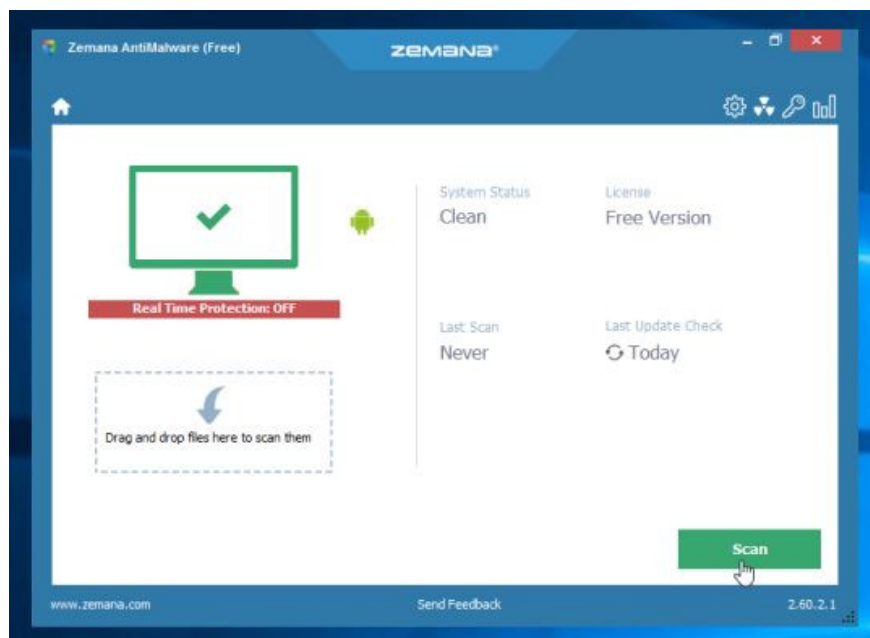 Zemana AntiMalware (Free)
zemana
System Status
Clean
License
Free Version
Real Time Protection: OFF
Last Scan
Never
Last Update Check
Today
Drag and drop files here to scan them
Scan
www.zemana.com
Send Feedback
2.60.2.1